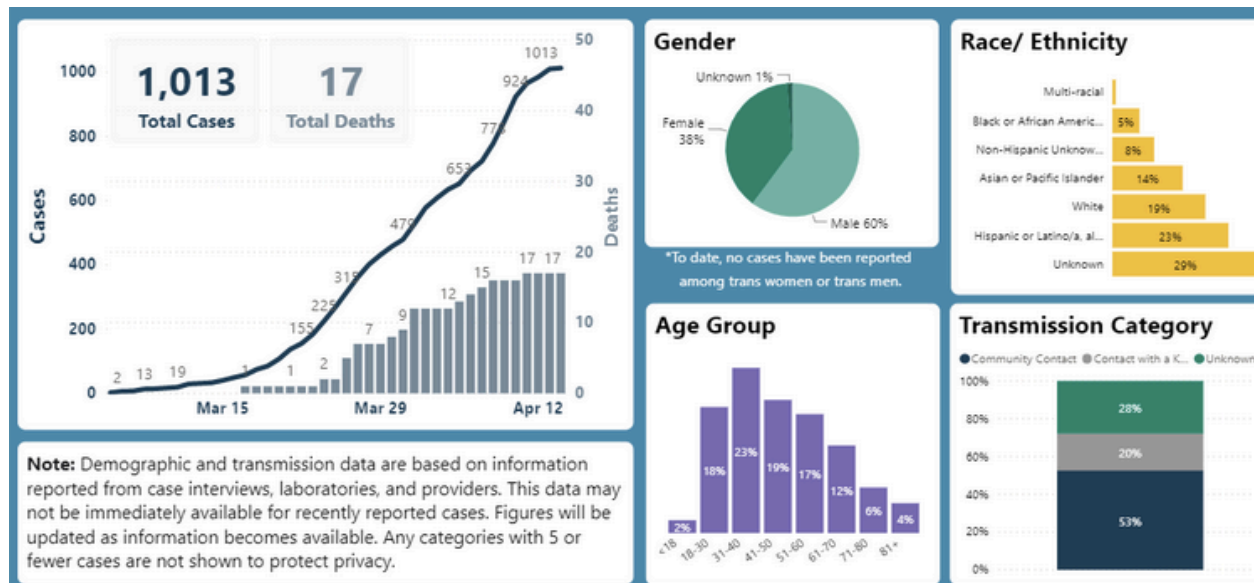 1,013
Total Cases
17
Total Deaths
Cases
1000
800
600
400
200
0
Deaths
50
40
30
20
10
0
2
13
19
155
225
315
479
653
924
1013
1
1
2
7
9
12
15
17
17
Mar 15
Mar 29
Apr 12
Note: Demographic and transmission data are based on information
reported from case interviews, laboratories, and providers. This data may
not be immediately available for recently reported cases. Figures will be
updated as information becomes available. Any categories with 5 or
fewer cases are not shown to protect privacy.
Gender
Unknown 1%
Female
38%
Male 60%
*To date, no cases have been reported
among trans women or trans men.
Race/ Ethnicity
Multi-racial
Black or African Americ... 5%
Non-Hispanic Unknow... 8%
Asian or Pacific Islander 14%
White 19%
Hispanic or Latino/a, al... 23%
Unknown 29%
Age Group
2%
18%
23%
19%
17%
12%
6%
4%
<18
18-30
31-40
41-50
51-60
61-70
71-80
81+
Transmission Category
Community Contact Contact with a K... Unknown
100%
80%
60%
40%
20%
0%
28%
20%
53%